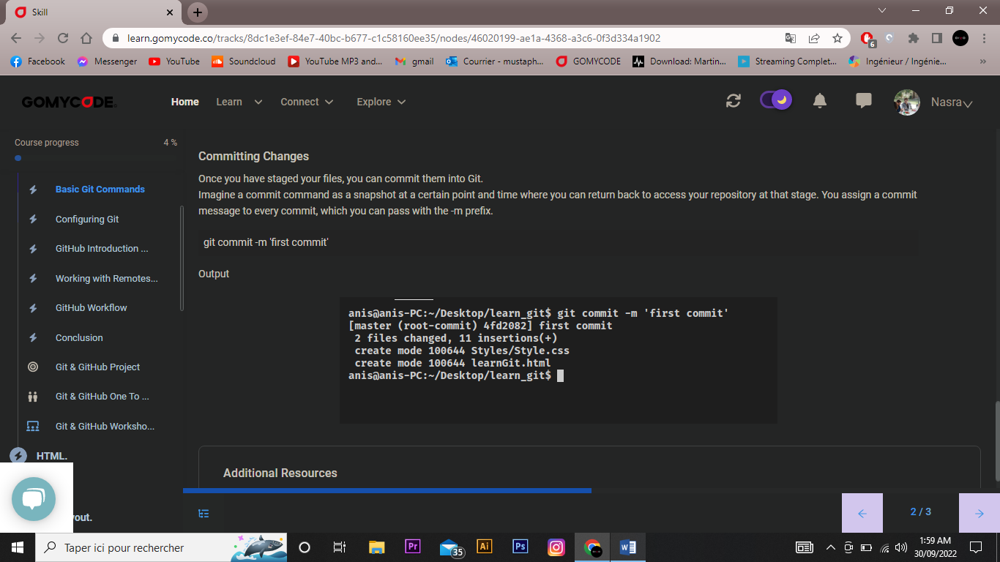 Skill
learn.gomycode.co/tracks/8dc1e3ef-84e7-40bc-b677-c1c58160ee35/nodes/46020199-ae1a-4368-a3c6-0f3d334a1902
6
Facebook Messenger YouTube Soundcloud YouTube MP3 and... gmail Courrier - mustaph... GOMYCODE Download: Martin... Streaming Complet... Ingénieur / Ingénie... »
GOMYCODE Home Learn Connect Explore Nasra
Course progress 4 %
Basic Git Commands
Configuring Git
GitHub Introduction ...
Working with Remotes...
GitHub Workflow
Conclusion
Git & GitHub Project
Git & GitHub One To ...
Git & GitHub Worksho...
HTML.
yout.
Committing Changes
Once you have staged your files, you can commit them into Git.
Imagine a commit command as a snapshot at a certain point and time where you can return back to access your repository at that stage. You assign a commit
message to every commit, which you can pass with the -m prefix.
git commit -m 'first commit'
Output
anis@anis-PC:~/Desktop/learn_git$ git commit -m 'first commit'
[master (root-commit) 4fd2082] first commit
2 files changed, 11 insertions(+)
create mode 100644 Styles/Style.css
create mode 100644 learnGit.html
anis@anis-PC:~/Desktop/learn_git$
Additional Resources
2 / 3
Taper ici pour rechercher
Pr
35
Ai
Ps
1:59 AM
30/09/2022